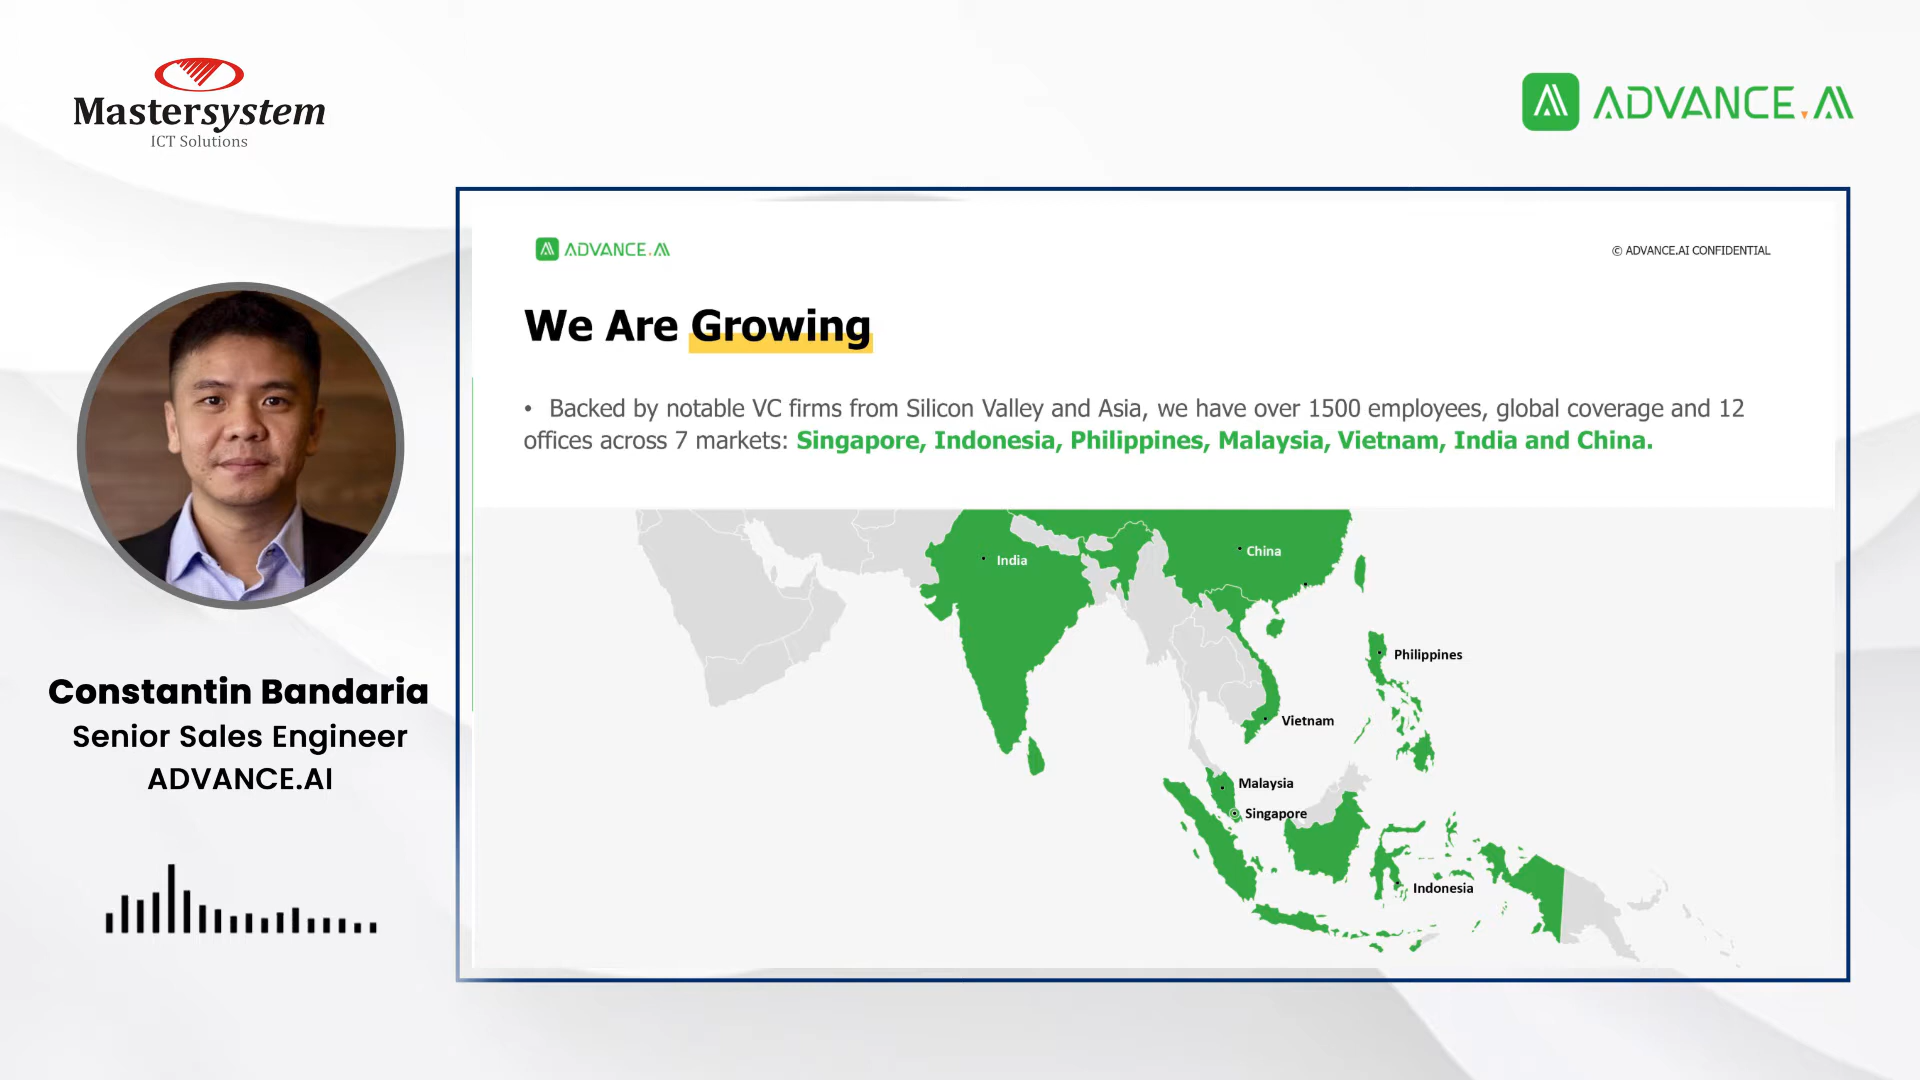 Mastersystem
ICT Solutions
ADVANCE.AI
ADVANCE.AI
© ADVANCE.AI CONFIDENTIAL
We Are Growing
• Backed by notable VC firms from Silicon Valley and Asia, we have over 1500 employees, global coverage and 12
offices across 7 markets: Singapore, Indonesia, Philippines, Malaysia, Vietnam, India and China.
India
China
Philippines
Vietnam
Malaysia
Singapore
Indonesia
Constantin Bandaria
Senior Sales Engineer
ADVANCE.AI